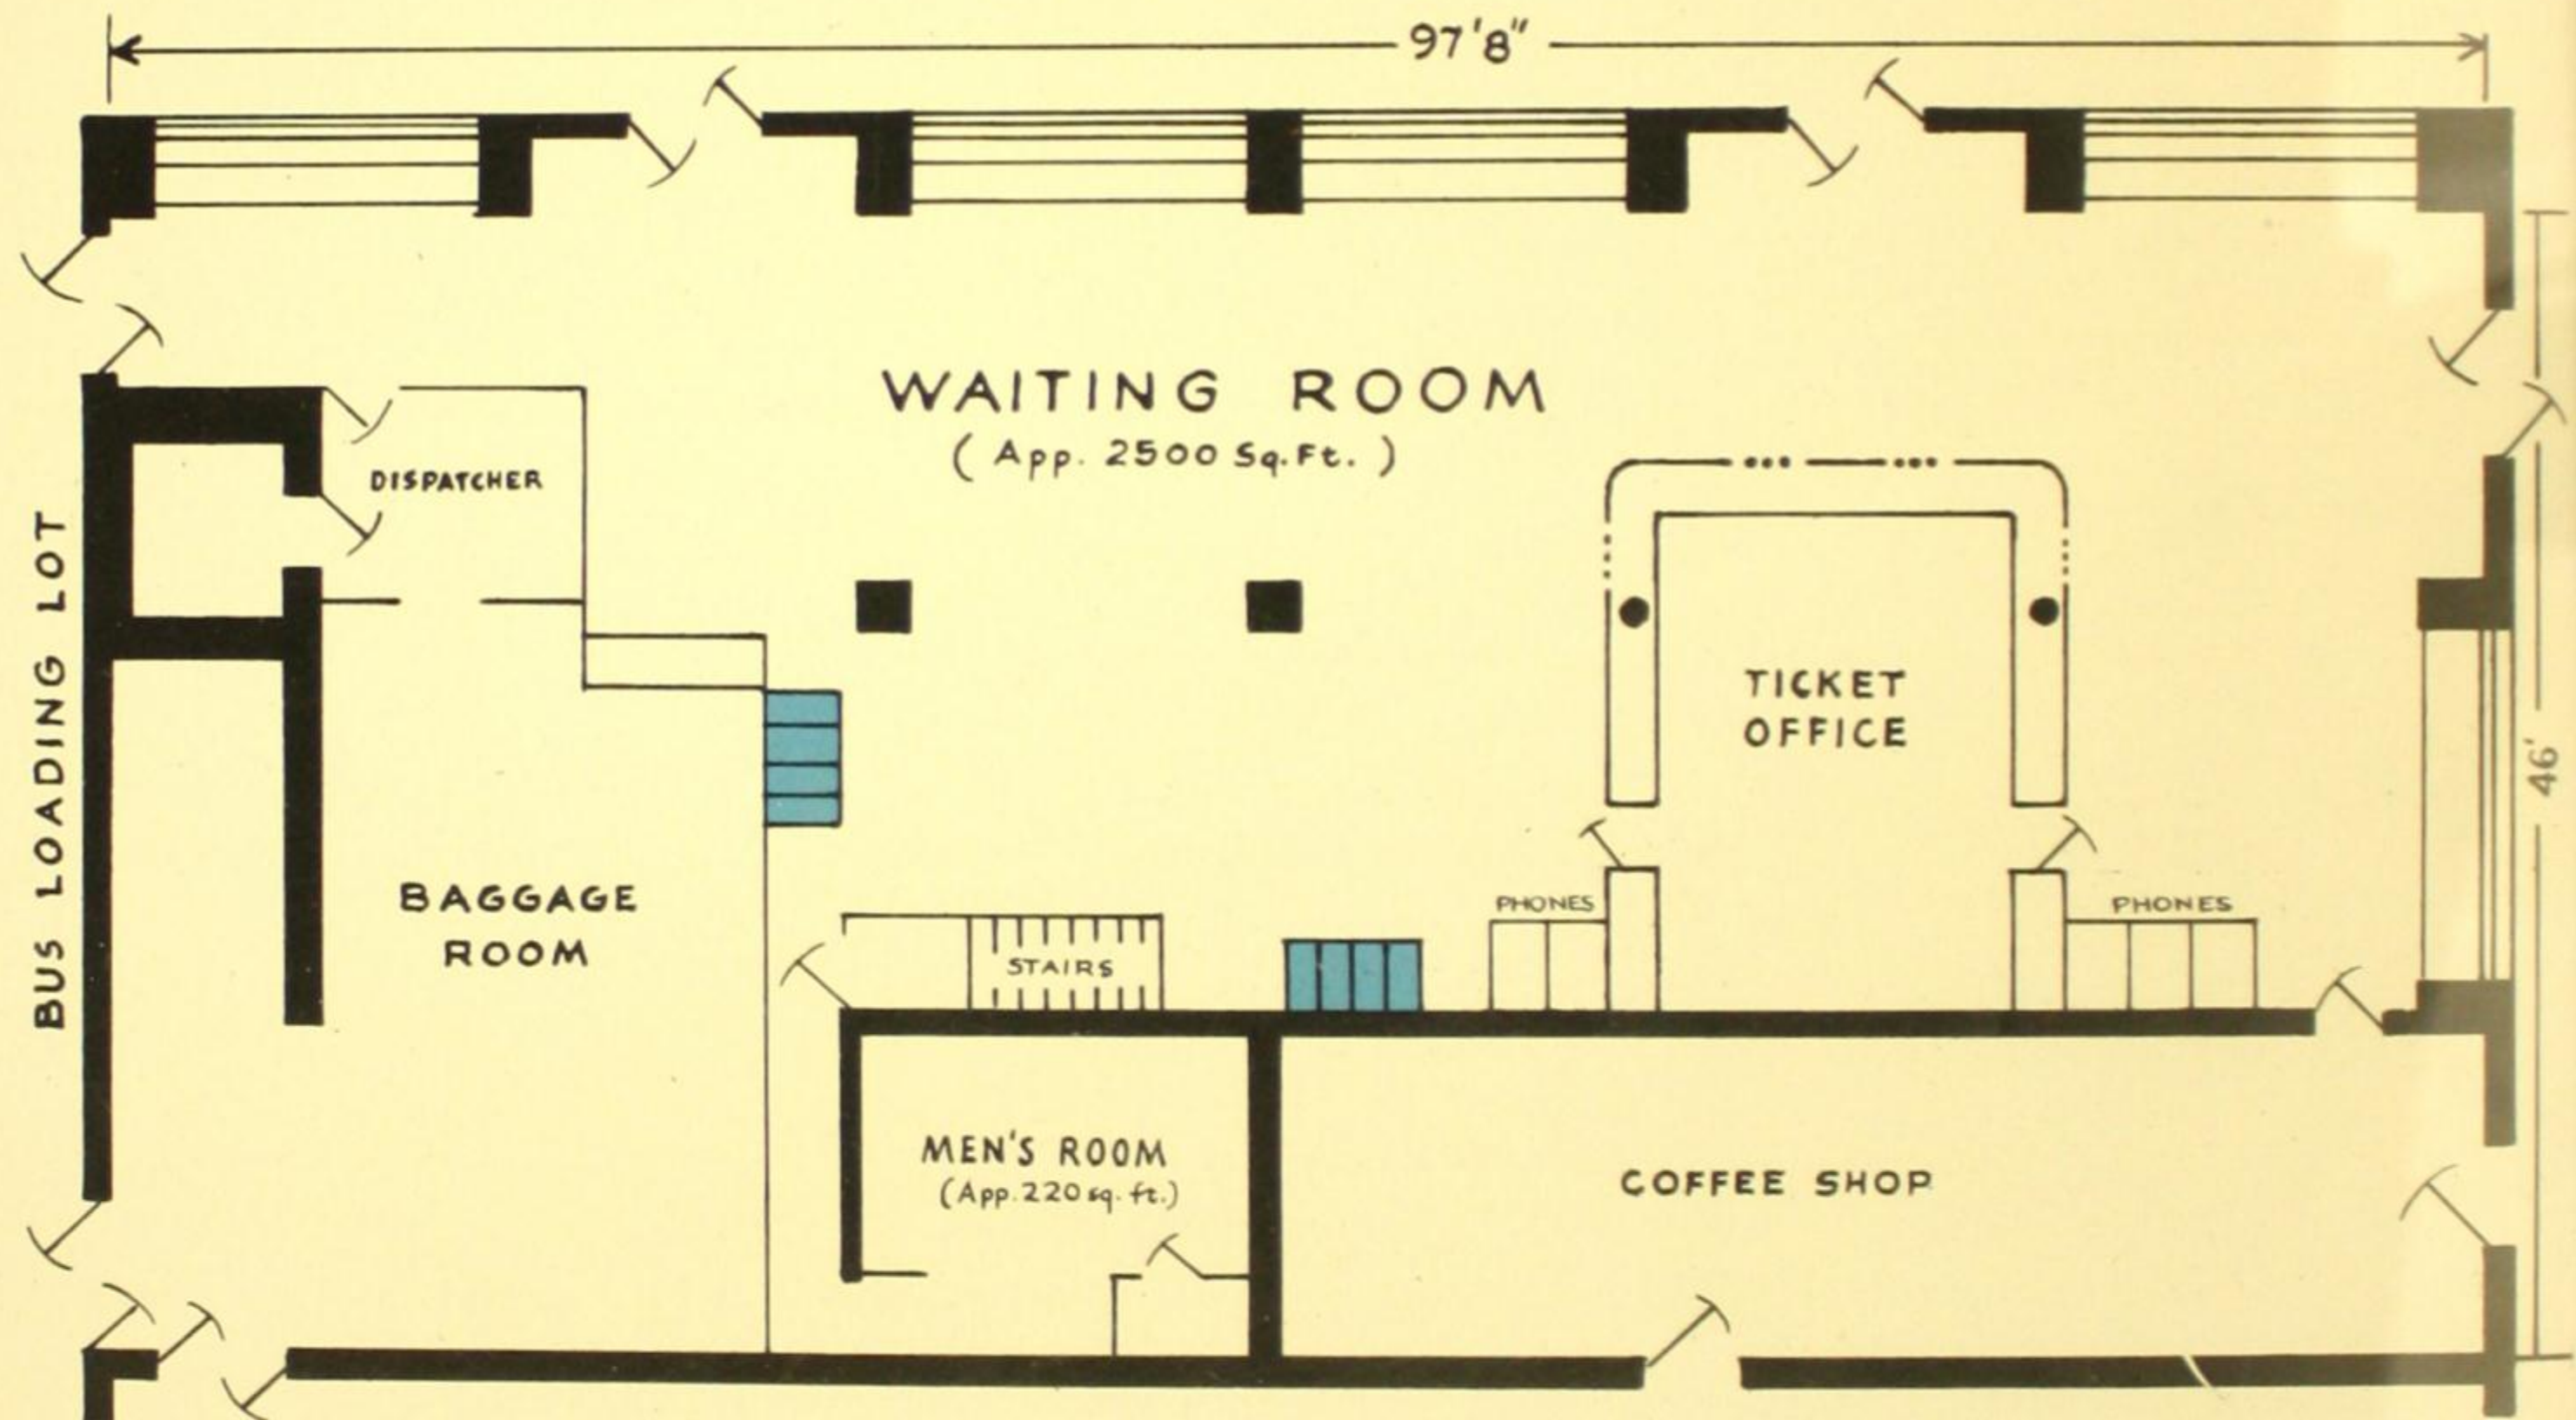 97'8"
WAITING ROOM
( App. 2500 Sq.Ft. )
DISPATCHER
BUS LOADING LOT
TICKET
OFFICE
46'
BAGGAGE
ROOM
PHONES
PHONES
STAIRS
MEN'S ROOM
(App. 220 sq. ft.)
COFFEE SHOP